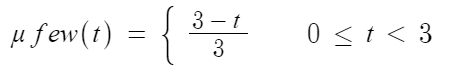 μ few(t) = { (3 − t)/3    0 ≤ t < 3